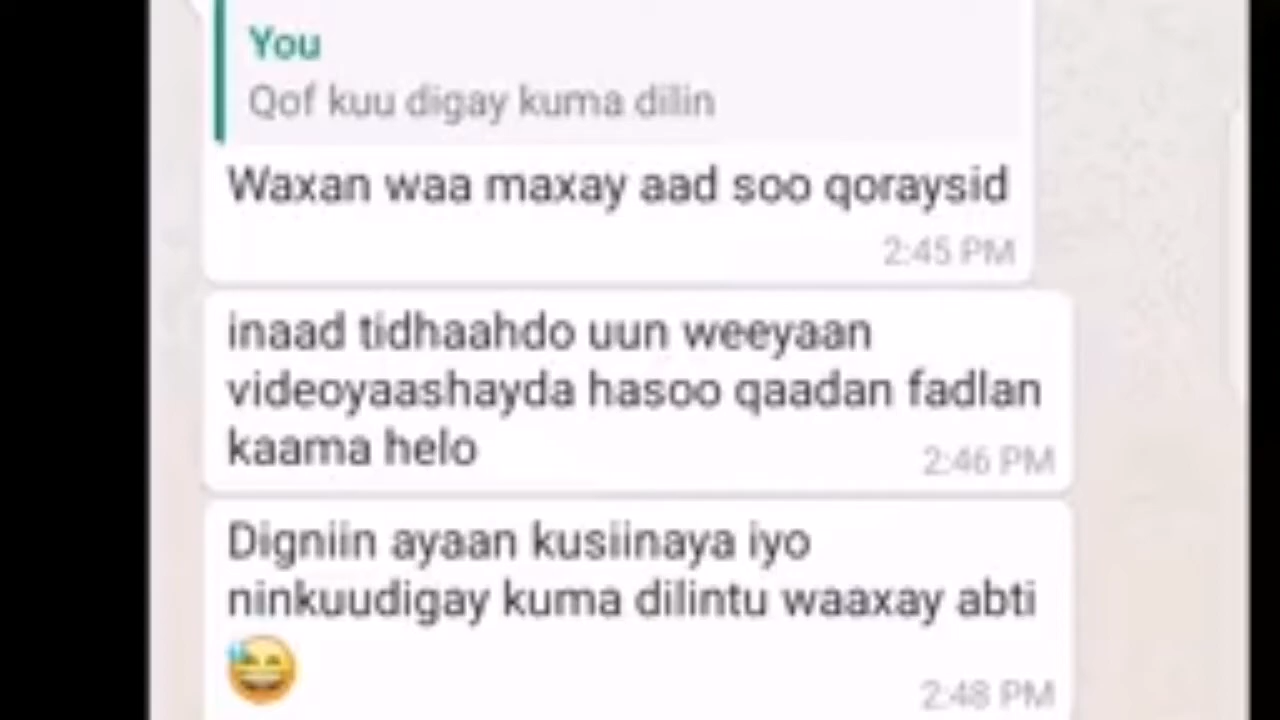 You
Qof kuu digay kuma dilin
Waxan waa maxay aad soo qoraysid
2:45 PM
inaad tidhaahdo uun weeyaan
videoyaashayda hasoo qaadan fadlan
kaama helo
2:46 PM
Digniin ayaan kusiinaya iyo
ninkuudigay kuma dilintu waaxay abti
😅
2:48 PM